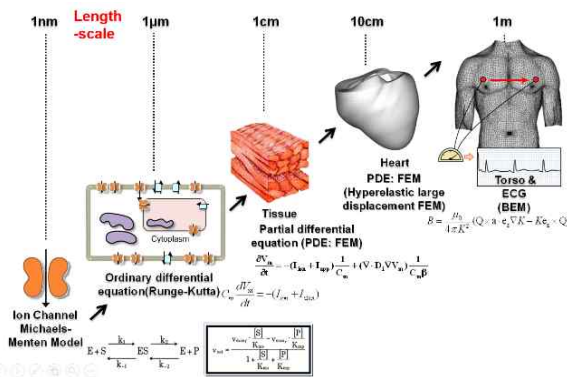 1nm
Length
-scale
1μm
1cm
10cm
1m
Cytoplasm
Ion Channel
Michaels-
Menten Model
Ordinary differential
equation(Runge-Kutta)
Tissue
Partial differential
equation (PDE: FEM)
Heart
PDE: FEM
(Hyperelastic large
displacement FEM)
Torso &
ECG
(BEM)
E+S
k₁
k₋₁
ES
k₂
k₋₂
E+P